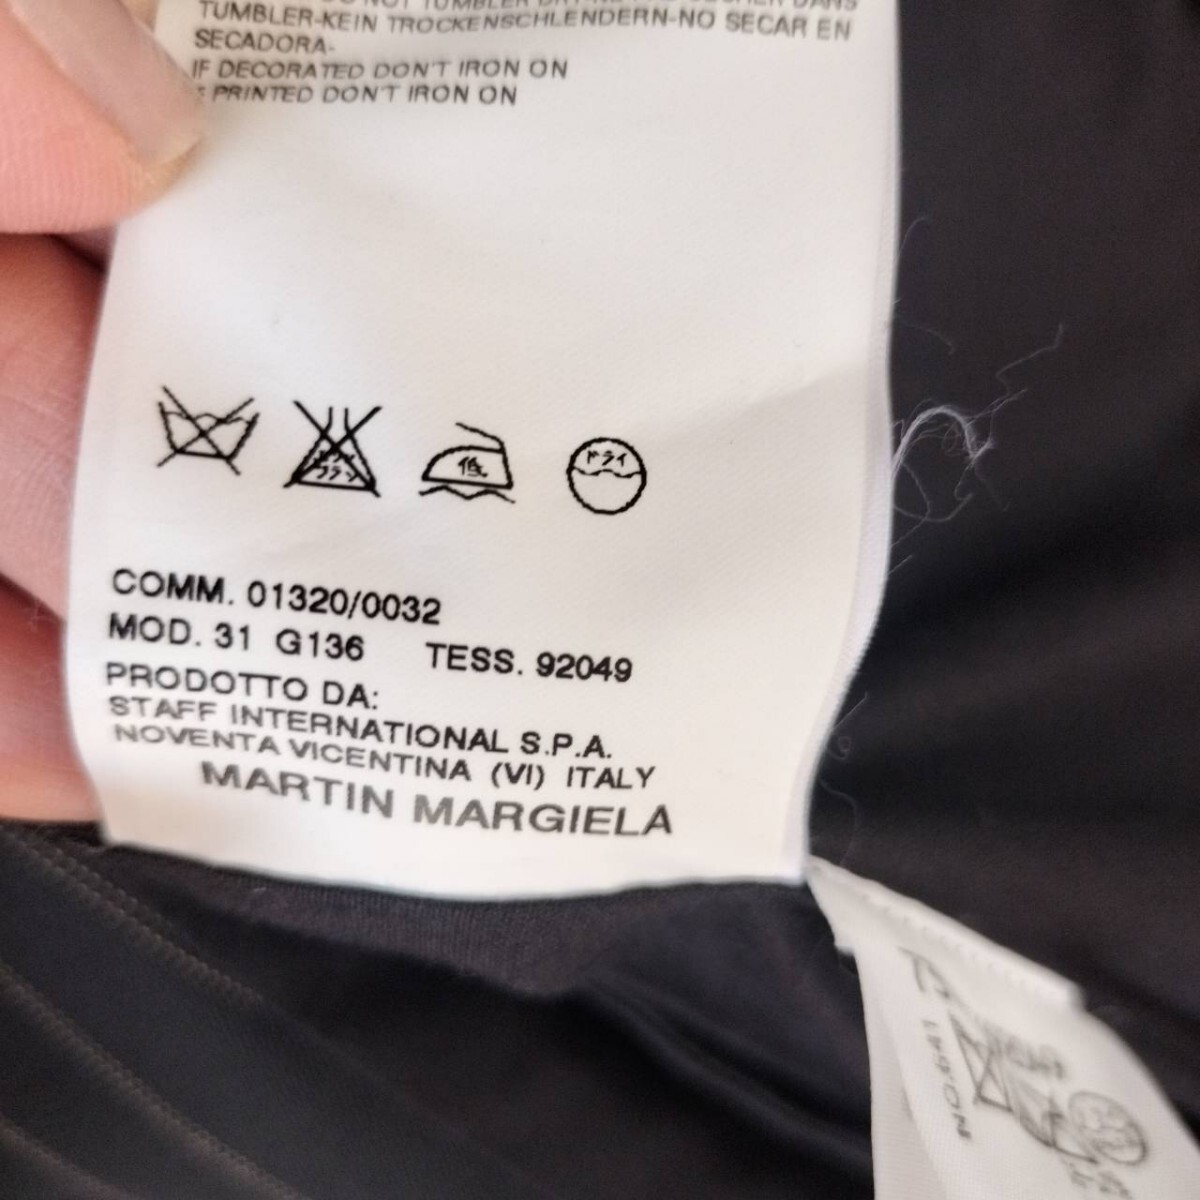 TUMBLER-KEIN TROCKENSCHLENDERN-NO SECAR EN
SECADORA-
IF DECORATED DON'T IRON ON
PRINTED DON'T IRON ON
低
ドライ
COMM. 01320/0032
MOD. 31 G136 TESS. 92049
PRODOTTO DA:
STAFF INTERNATIONAL S.P.A.
NOVENTA VICENTINA (VI) ITALY
MARTIN MARGIELA
NO.641